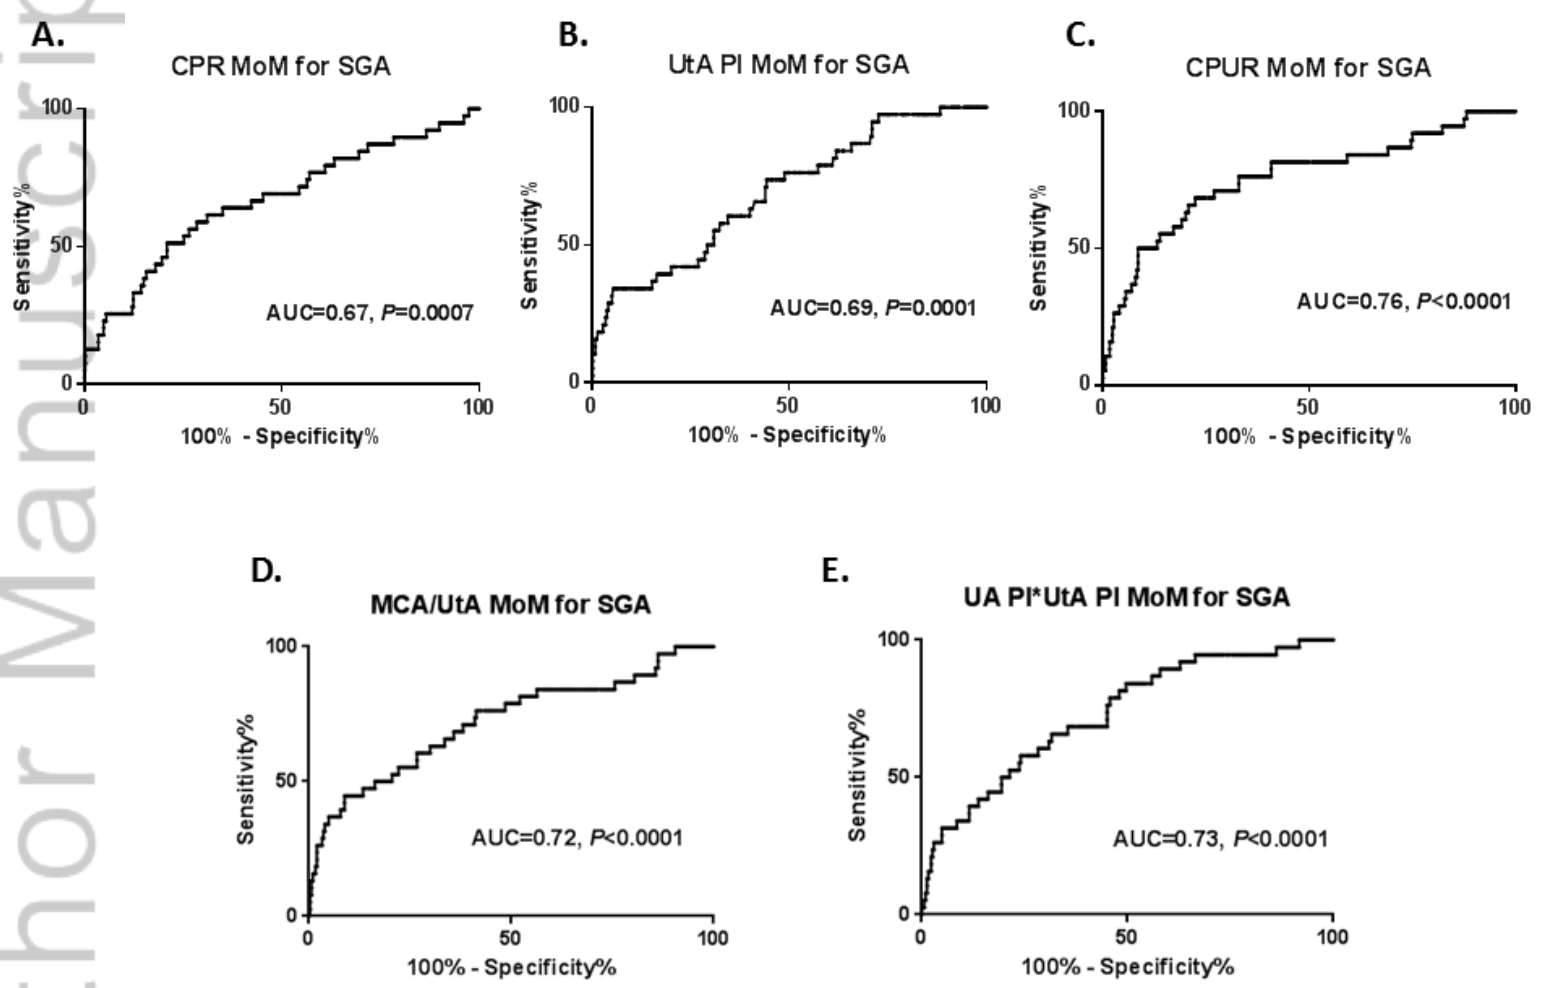 A.
CPR MoM for SGA
100
50
0
Sensitivity%
AUC=0.67, P=0.0007
0 50 100
100% - Specificity%
B.
UtA PI MoM for SGA
100
50
0
Sensitivity%
AUC=0.69, P=0.0001
0 50 100
100% - Specificity%
C.
CPUR MoM for SGA
100
50
0
Sensitivity%
AUC=0.76, P<0.0001
0 50 100
100% - Specificity%
D.
MCA/UtA MoM for SGA
100
50
0
Sensitivity%
AUC=0.72, P<0.0001
0 50 100
100% - Specificity%
E.
UA PI*UtA PI MoM for SGA
100
50
0
Sensitivity%
AUC=0.73, P<0.0001
0 50 100
100% - Specificity%
hor Manuscrip